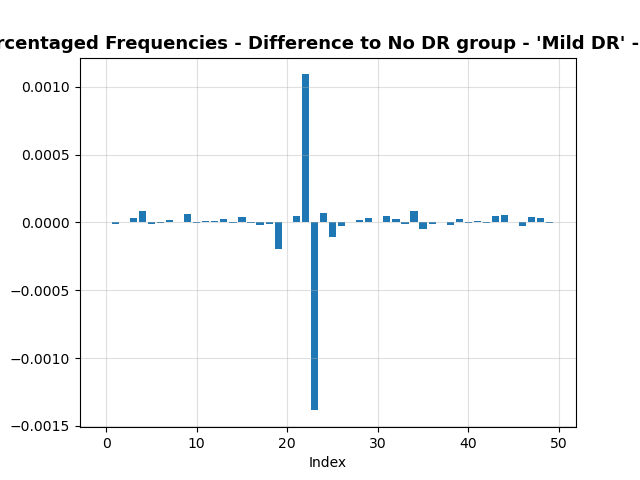 rcentaged Frequencies - Difference to No DR group - 'Mild DR' -
0.0010
0.0005
0.0000
−0.0005
−0.0010
−0.0015
0 10 20 30 40 50
Index